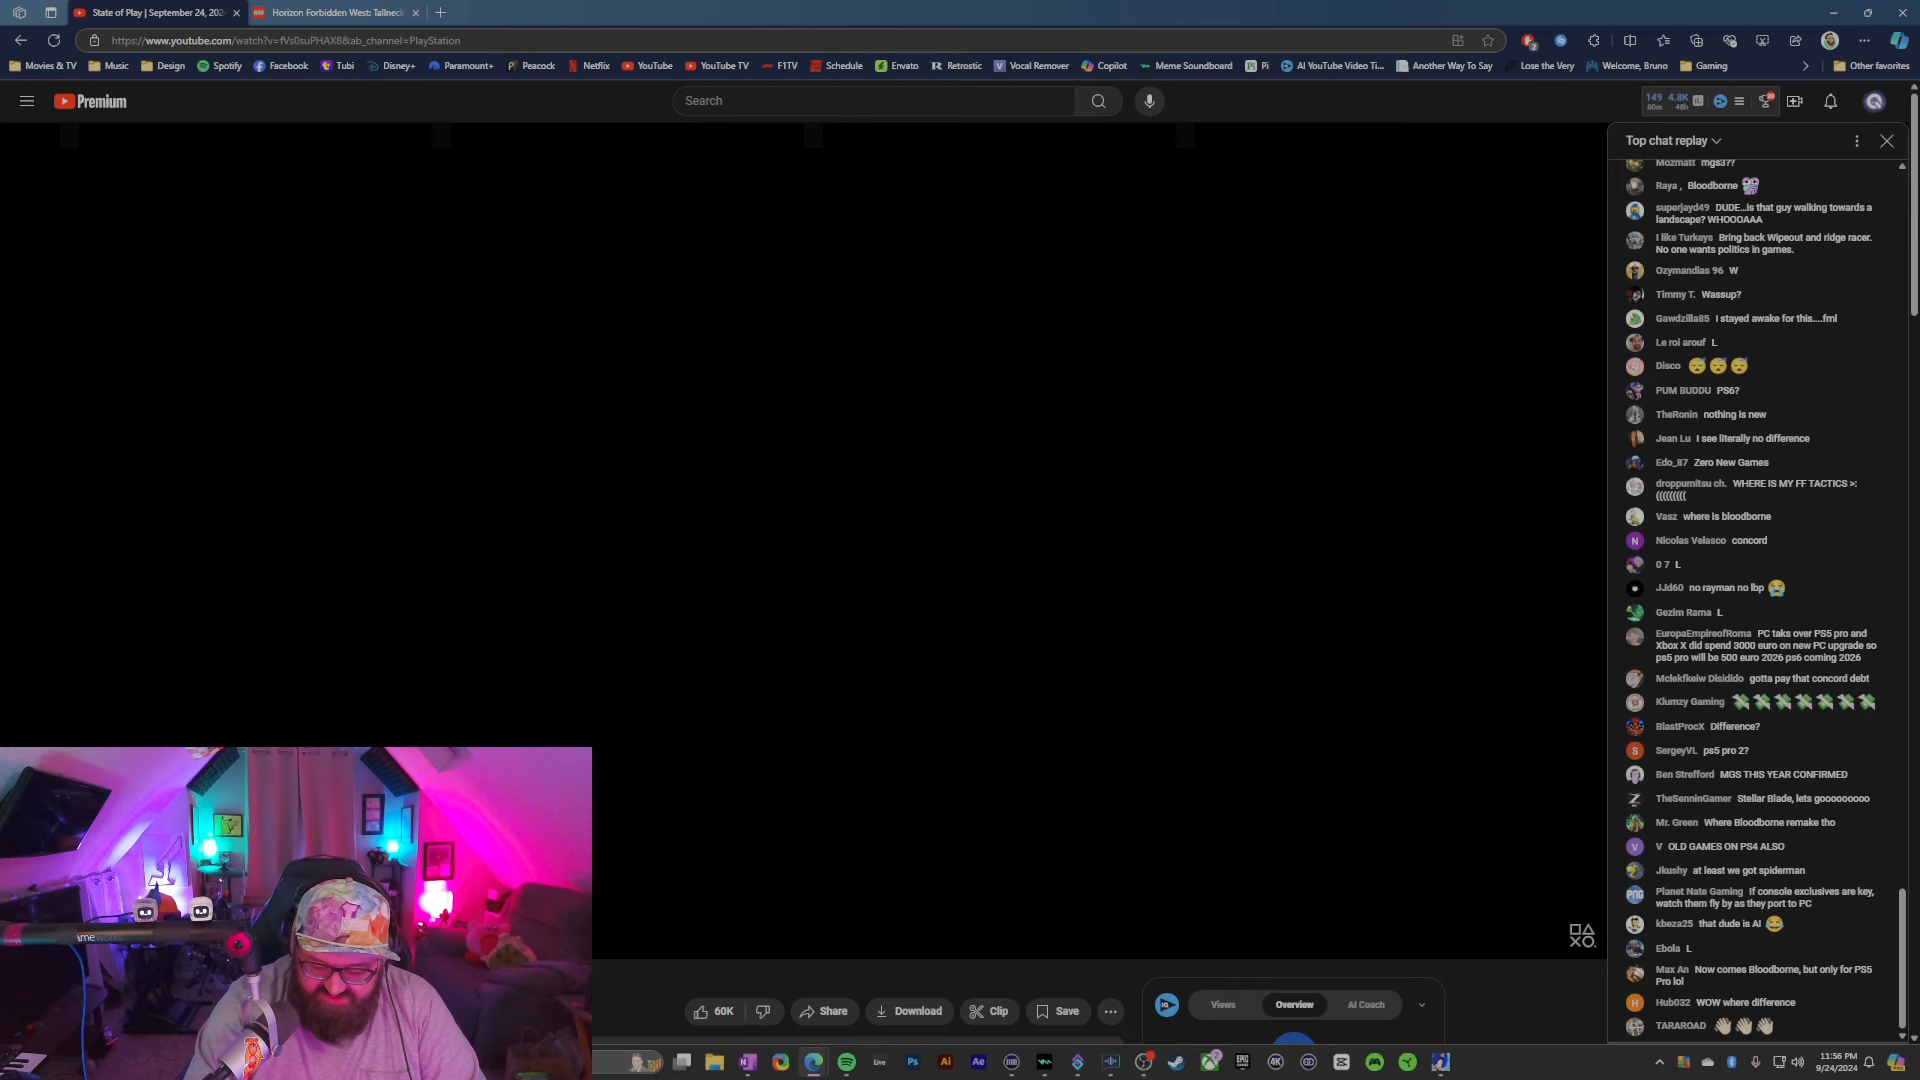 State of Play | September 24, 202
Horizon Forbidden West: Tallneck
https://www.youtube.com/watch?v=fVs0suPHAX8&ab_channel=PlayStation
Movies & TV
Music
Design
Spotify
Facebook
Tubi
Disney+
Paramount+
Peacock
Netflix
YouTube
YouTube TV
F1TV
Schedule
Envato
Retrostic
Vocal Remover
Copilot
Meme Soundboard
Pi
AI YouTube Video Ti...
Another Way To Say
Lose the Very
Welcome, Bruno
Gaming
Other favorites
Premium
Search
149 4.8K
60m 48h
Top chat replay
Mozmatt mgs3??
Raya , Bloodborne
superjayd49 DUDE...is that guy walking towards a
landscape? WHOOOAAA
I like Turkeys Bring back Wipeout and ridge racer.
No one wants politics in games.
Ozymandias 96 W
Timmy T. Wassup?
Gawdzilla85 I stayed awake for this....fml
Le roi arouf L
Disco 😴😴😴
PUM BUDDU PS6?
TheRonin nothing is new
Jean Lu I see literally no difference
Edo_87 Zero New Games
droppumitsu ch. WHERE IS MY FF TACTICS >:
(((((((((
Vasz where is bloodborne
N Nicolas Velasco concord
0 7 L
JJd60 no rayman no lbp 😭
Gezim Rama L
EuropaEmpireofRoma PC taks over PS5 pro and
Xbox X did spend 3000 euro on new PC upgrade so
ps5 pro will be 500 euro 2026 ps6 coming 2026
Mclekfkeiw Disidido gotta pay that concord debt
Klumzy Gaming 💸💸💸💸💸💸💸
BlastProcX Difference?
S SergeyVL ps5 pro 2?
Ben Strefford MGS THIS YEAR CONFIRMED
TheSenninGamer Stellar Blade, lets gooooooooo
Mr. Green Where Bloodborne remake tho
V V OLD GAMES ON PS4 ALSO
Jkushy at least we got spiderman
PNG Planet Nate Gaming If console exclusives are key,
watch them fly by as they port to PC
kbeza25 that dude is AI 😂
Ebola L
Max An Now comes Bloodborne, but only for PS5
Pro lol
H Hub032 WOW where difference
TARAROAD 👋🏻👋🏻👋🏻
60K
Share
Download
Clip
Save
Views
Overview
AI Coach
11:56 PM
9/24/2024